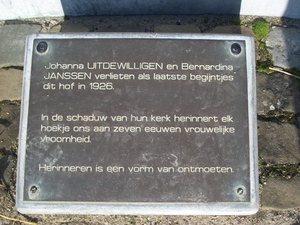 Johanna UITDEWILLIGEN en Bernardina
JANSSEN verlieten als laatste begijntjes
dit hof in 1926.
In de schaduw van hun kerk herinnert elk
hoekje ons aan zeven eeuwen vrouwelijke
vroomheid.
Herinneren is een vorm van ontmoeten.